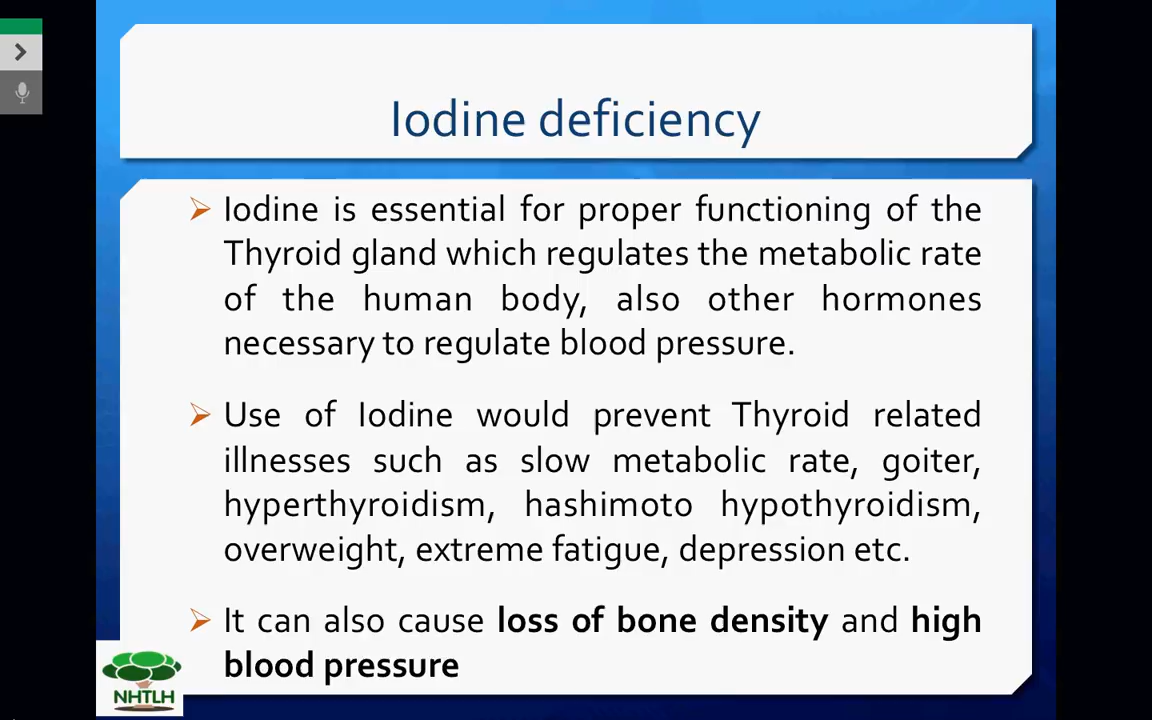 Iodine deficiency
Iodine is essential for proper functioning of the
Thyroid gland which regulates the metabolic rate
of the human body, also other hormones
necessary to regulate blood pressure.
Use of Iodine would prevent Thyroid related
illnesses such as slow metabolic rate, goiter,
hyperthyroidism, hashimoto hypothyroidism,
overweight, extreme fatigue, depression etc.
It can also cause loss of bone density and high
blood pressure
NHTLH